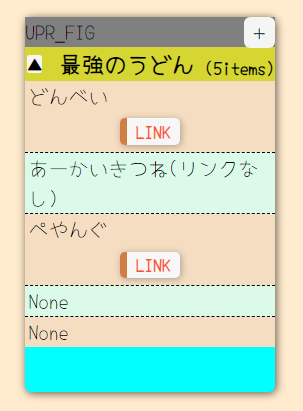 UPR_FIG +
▲ 最強のうどん (5items)
どんべい
LINK
あーかいきつね(リンクな
し)
ぺやんぐ
LINK
None
None